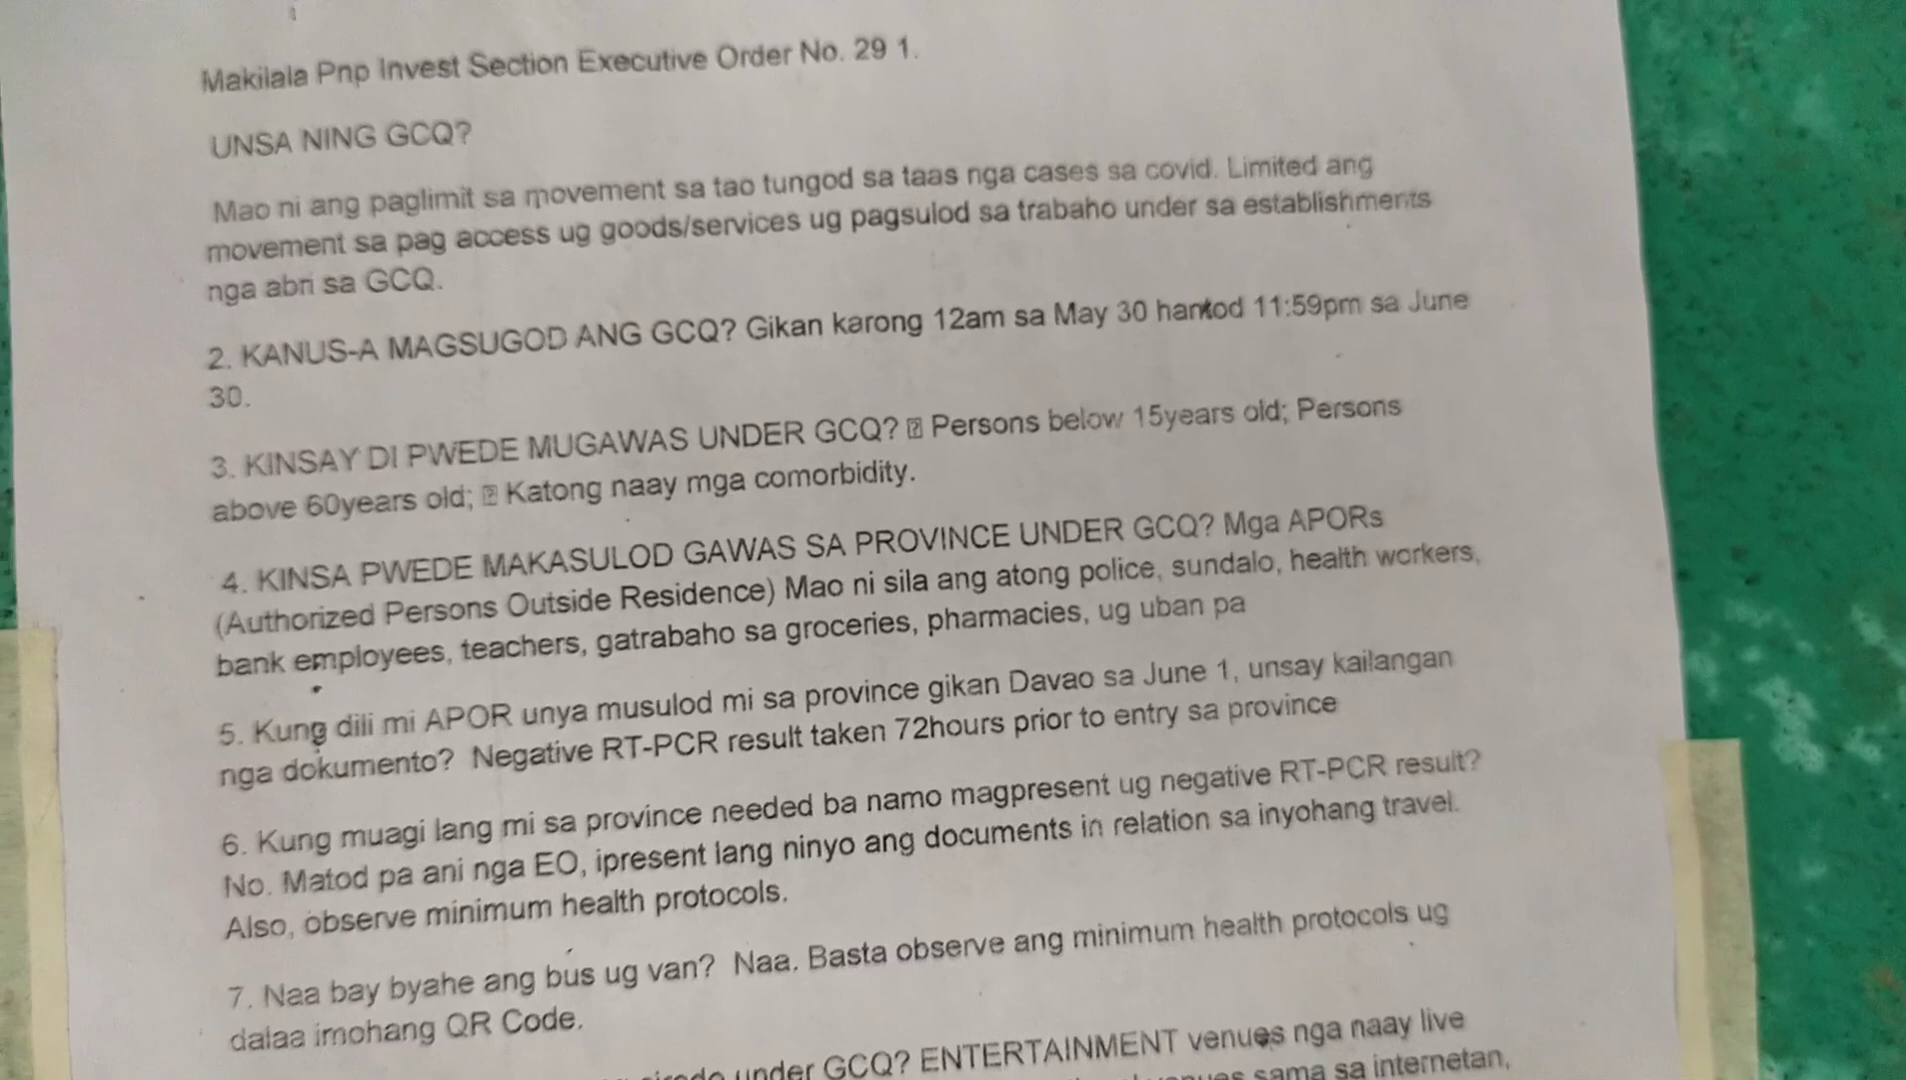 Makilala Pnp Invest Section Executive Order No. 29 1.
UNSA NING GCQ?
Mao ni ang paglimit sa movement sa tao tungod sa taas nga cases sa covid. Limited ang
movement sa pag access ug goods/services ug pagsulod sa trabaho under sa establishments
nga abri sa GCQ.
2. KANUS-A MAGSUGOD ANG GCQ? Gikan karong 12am sa May 30 hantod 11:59pm sa June
30.
3. KINSAY DI PWEDE MUGAWAS UNDER GCQ? Persons below 15years old; Persons
above 60years old; Katong naay mga comorbidity.
4. KINSA PWEDE MAKASULOD GAWAS SA PROVINCE UNDER GCQ? Mga APORs
(Authorized Persons Outside Residence) Mao ni sila ang atong police, sundalo, health workers,
bank employees, teachers, gatrabaho sa groceries, pharmacies, ug uban pa
5. Kung dili mi APOR unya musulod mi sa province gikan Davao sa June 1, unsay kailangan
nga dokumento? Negative RT-PCR result taken 72hours prior to entry sa province
6. Kung muagi lang mi sa province needed ba namo magpresent ug negative RT-PCR result?
No. Matod pa ani nga EO, ipresent lang ninyo ang documents in relation sa inyohang travel.
Also, observe minimum health protocols.
7. Naa bay byahe ang bus ug van? Naa. Basta observe ang minimum health protocols ug
dalaa imohang QR Code.
under GCQ? ENTERTAINMENT venues nga naay live
sama sa internetan,